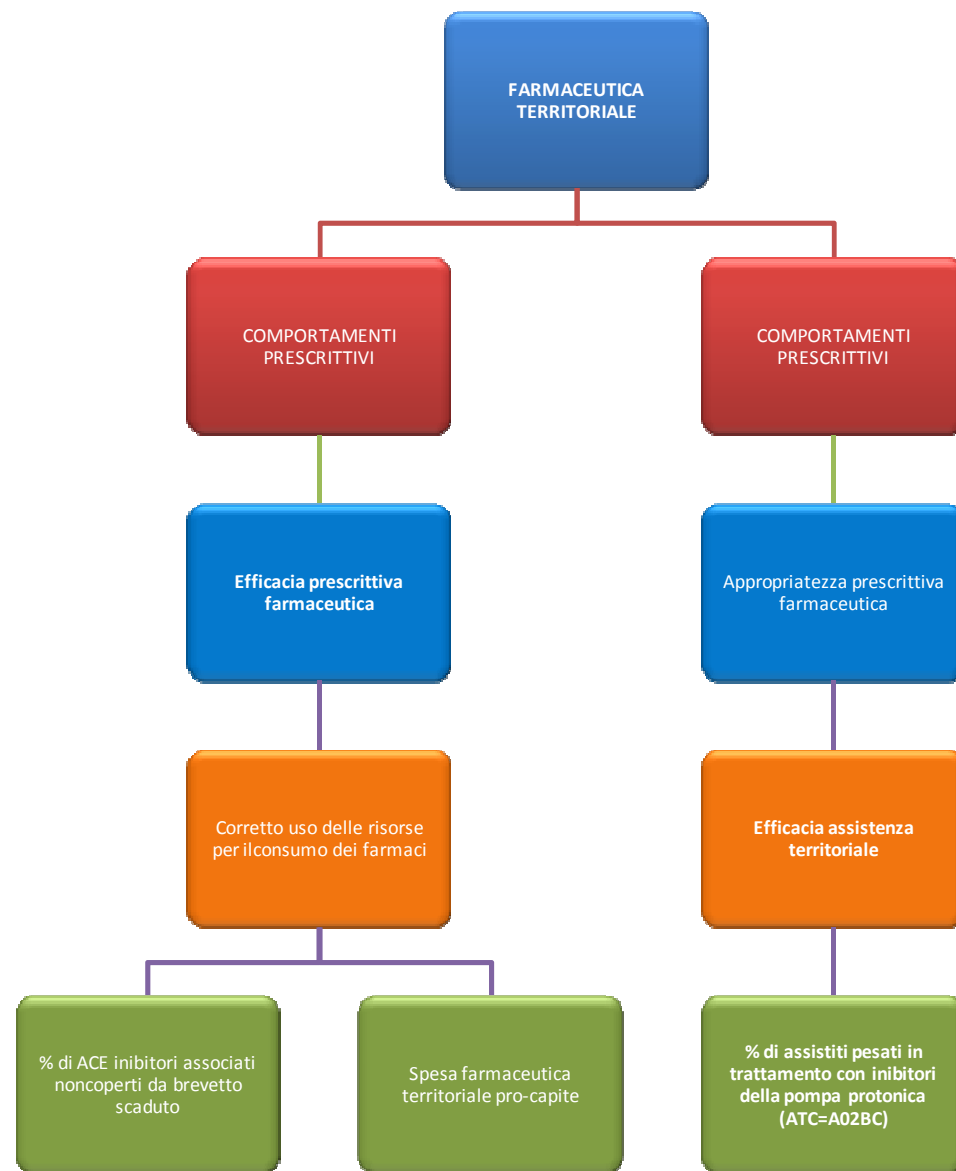 FARMACEUTICA
TERRITORIALE
COMPORTAMENTI
PRESCRITTIVI
COMPORTAMENTI
PRESCRITTIVI
Efficacia prescrittiva
farmaceutica
Appropriatezza prescrittiva
farmaceutica
Corretto uso delle risorse
per ilconsumo dei farmaci
Efficacia assistenza
territoriale
% di ACE inibitori associati
noncoperti da brevetto
scaduto
Spesa farmaceutica
territoriale pro-capite
% di assistiti pesati in
trattamento con inibitori
della pompa protonica
(ATC=A02BC)